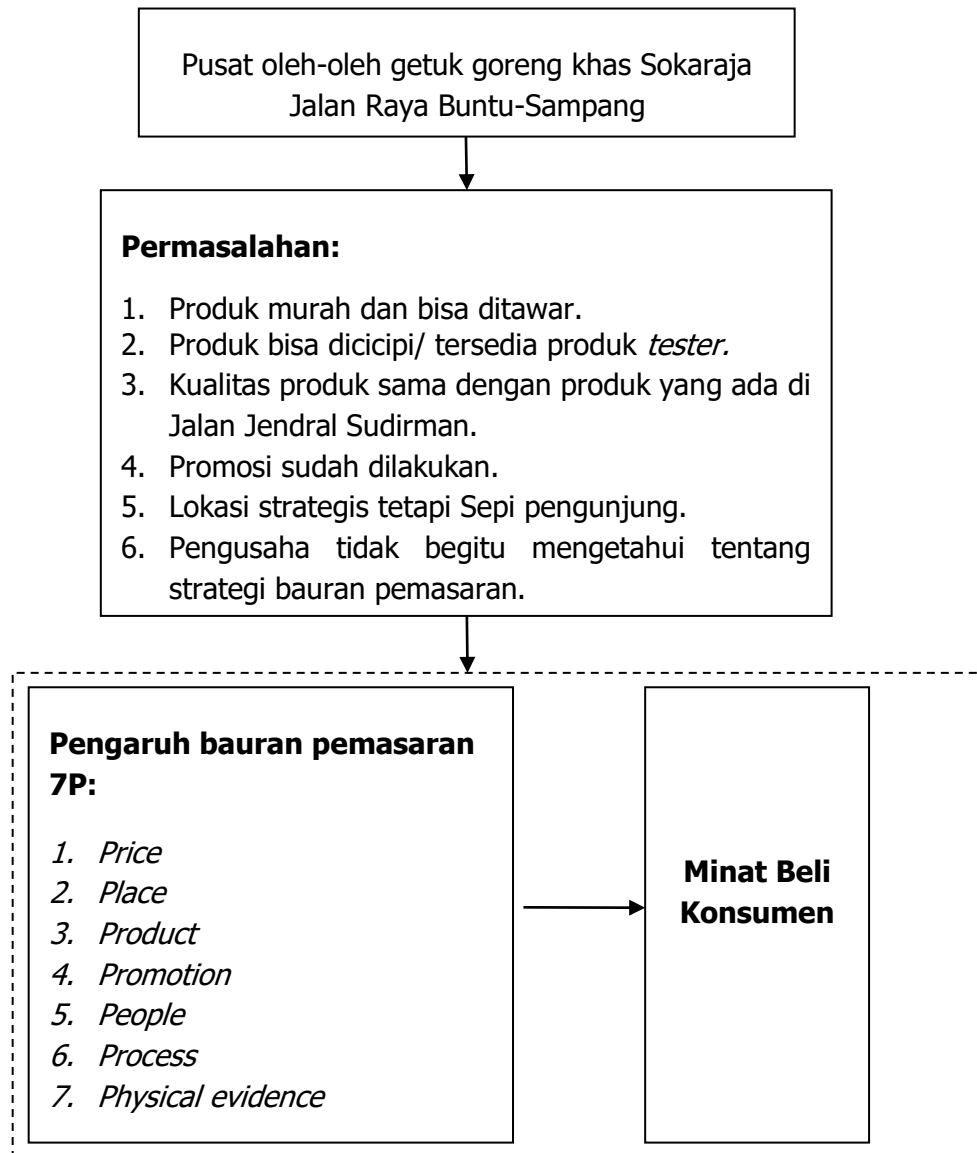 Pusat oleh-oleh getuk goreng khas Sokaraja
Jalan Raya Buntu-Sampang
Permasalahan:
1. Produk murah dan bisa ditawar.
2. Produk bisa dicicipi/ tersedia produk tester.
3. Kualitas produk sama dengan produk yang ada di
Jalan Jendral Sudirman.
4. Promosi sudah dilakukan.
5. Lokasi strategis tetapi Sepi pengunjung.
6. Pengusaha tidak begitu mengetahui tentang
strategi bauran pemasaran.
Pengaruh bauran pemasaran
7P:
1. Price
2. Place
3. Product
4. Promotion
5. People
6. Process
7. Physical evidence
Minat Beli
Konsumen